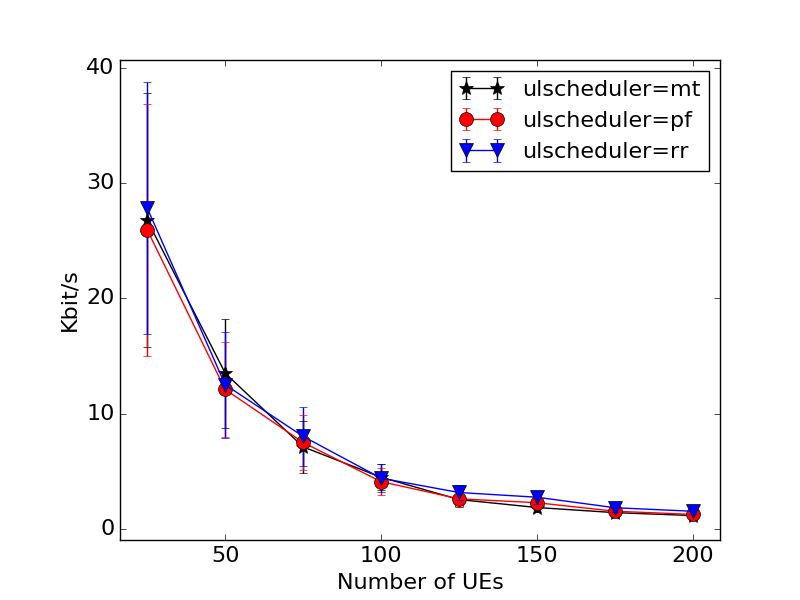 40
30
20
10
0
50
100
150
200
Kbit/s
Number of UEs
ulscheduler=mt
ulscheduler=pf
ulscheduler=rr